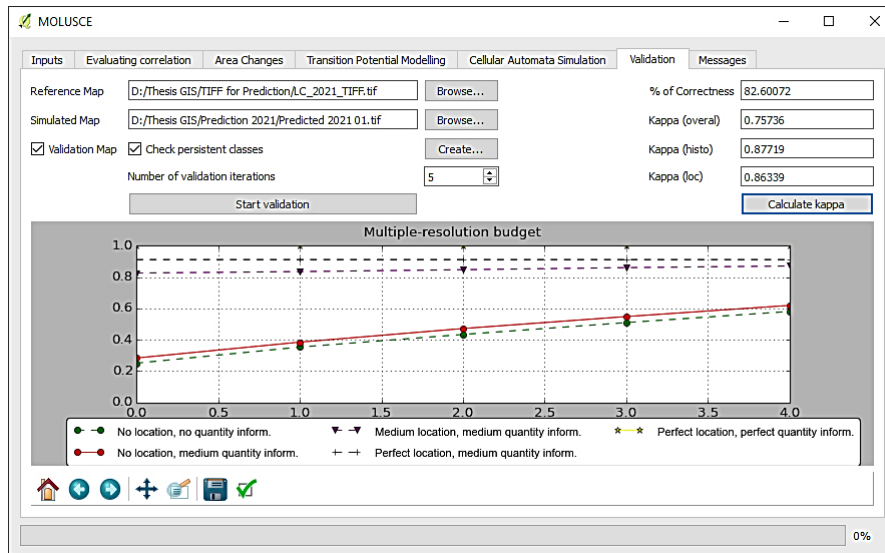 MOLUSCE
Inputs Evaluating correlation Area Changes Transition Potential Modelling Cellular Automata Simulation Validation Messages
Reference Map D:/Thesis GIS/TIFF for Prediction/LC_2021_TIFF.tif Browse... % of Correctness 82.60072
Simulated Map D:/Thesis GIS/Prediction 2021/Predicted 2021 01.tif Browse... Kappa (overal) 0.75736
Validation Map Check persistent classes Create... Kappa (histo) 0.87719
Number of validation iterations 5 Kappa (loc) 0.86339
Start validation Calculate kappa
Multiple-resolution budget
1.0
0.8
0.6
0.4
0.2
0.0 0.5 1.0 1.5 2.0 2.5 3.0 3.5 4.0
No location, no quantity inform. Medium location, medium quantity inform. Perfect location, perfect quantity inform.
No location, medium quantity inform. Perfect location, medium quantity inform.
0%